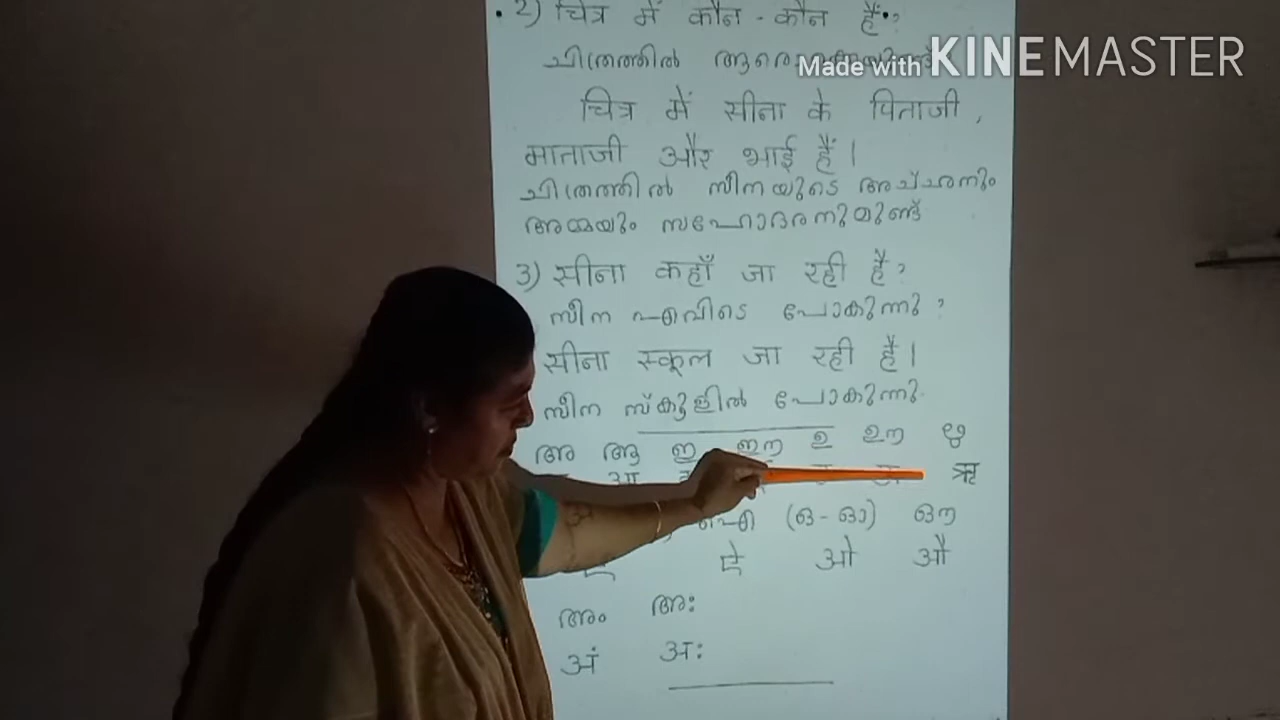 2) चित्र में कौन - कौन हैं?
ചിത്രത്തിൽ
Made with KINEMASTER
चित्र में सीना के पिताजी,
माताजी और भाई हैं।
ചിത്രത്തിൽ സീനയുടെ അച്ഛനും
അമ്മയും സഹോദരനുമുണ്ട്
3) सीना कहाँ जा रही है?
സീന എവിടെ പോകുന്നു?
सीना स्कूल जा रही है।
സീന സ്കൂളിൽ പോകുന്നു.
അ ആ ഇ ഈ ഉ ഊ ഋ
आ ऋ
ഐ (ഒ-ഓ) ഔ
ऐ ओ औ
അം അഃ
अं अः